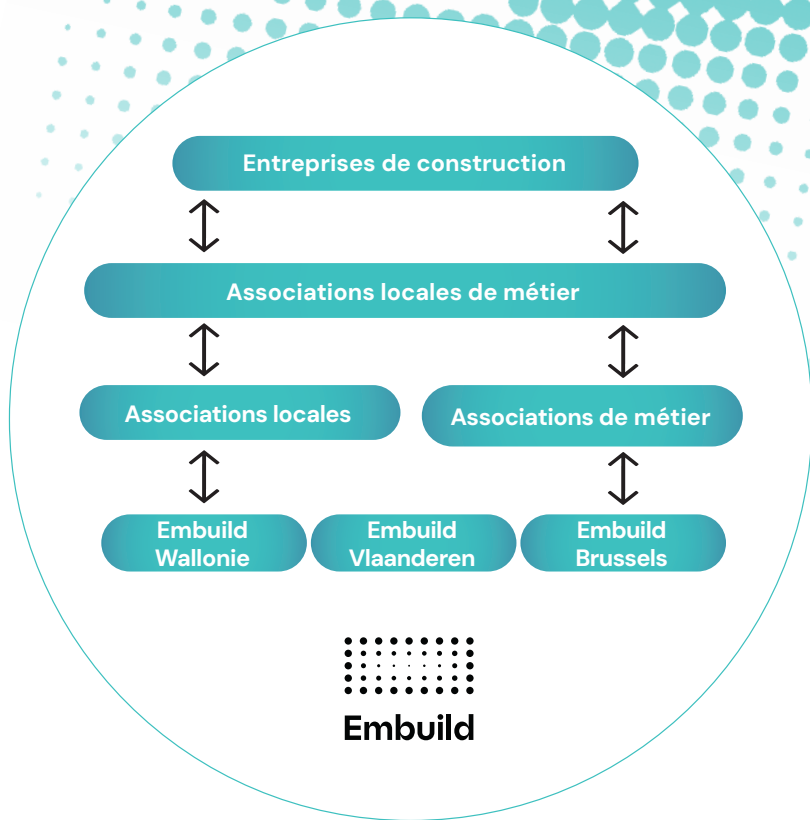 Entreprises de construction
Associations locales de métier
Associations locales
Associations de métier
Embuild
Wallonie
Embuild
Vlaanderen
Embuild
Brussels
Embuild